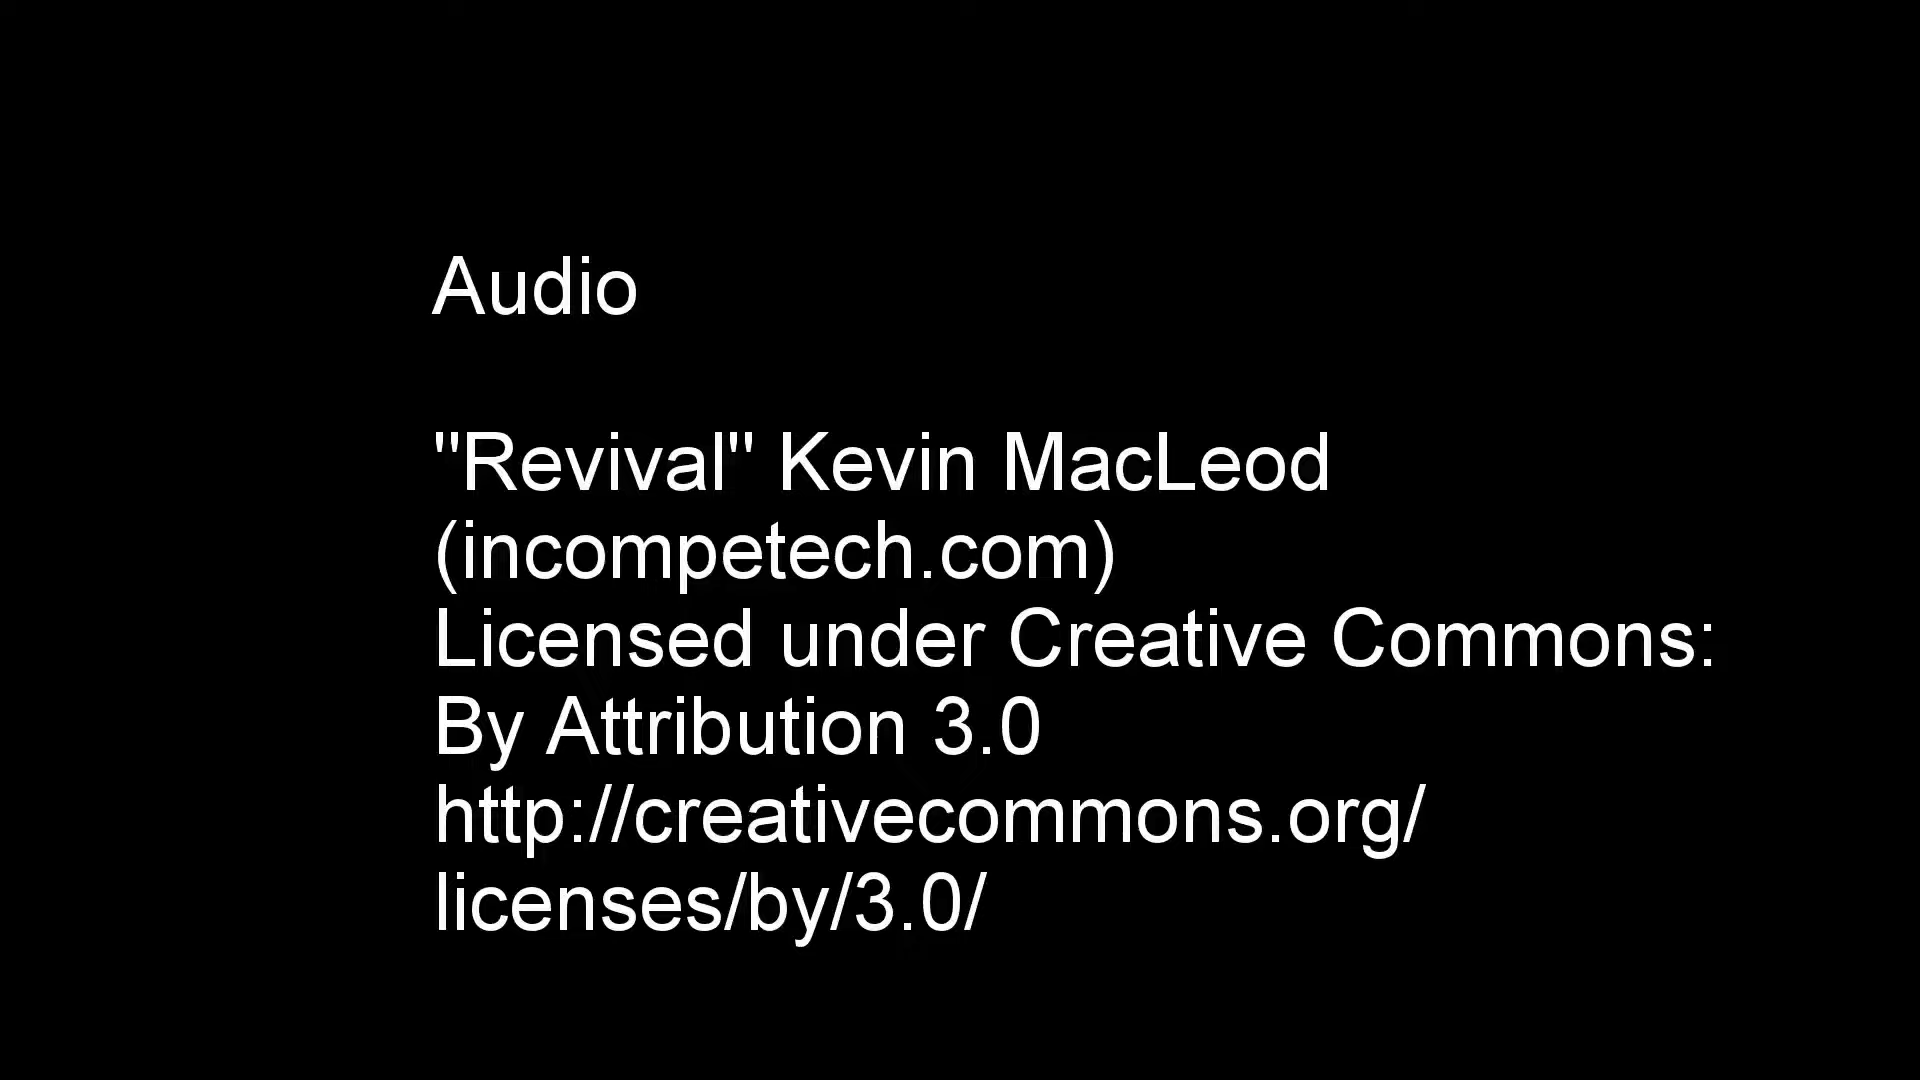 Audio
"Revival" Kevin MacLeod
(incompetech.com)
Licensed under Creative Commons:
By Attribution 3.0
http://creativecommons.org/
licenses/by/3.0/